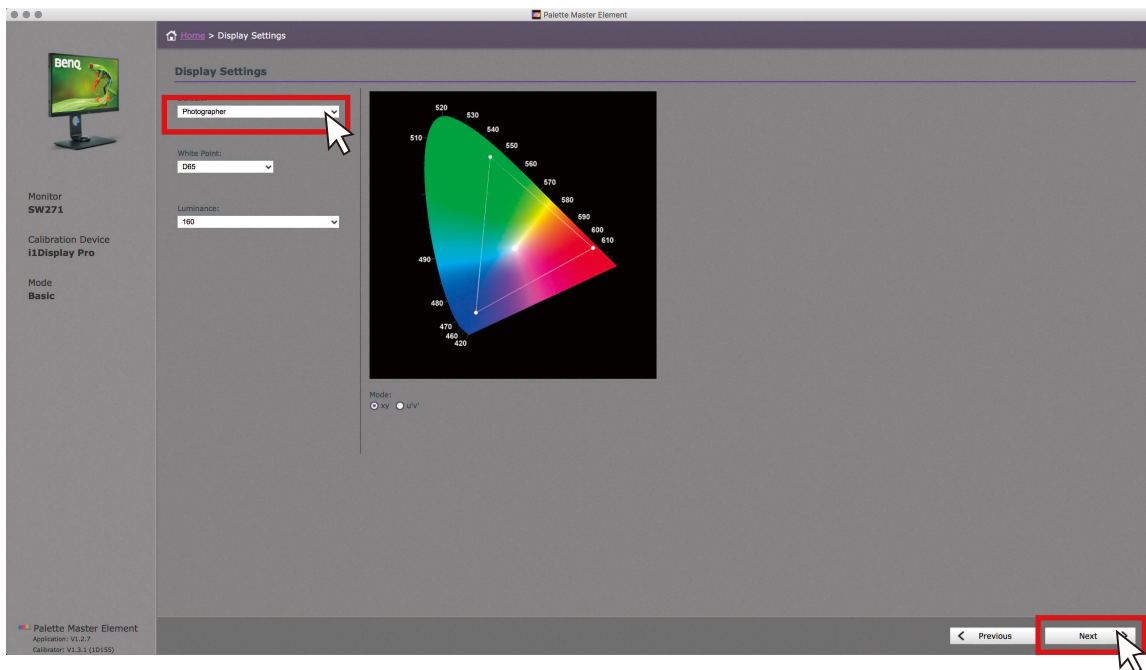 Palette Master Element
Home > Display Settings
BenQ
Display Settings
Photographer
White Point:
D65
Luminance:
160
Monitor
SW271
Calibration Device
i1Display Pro
Mode
Basic
520
530
540
510
550
560
570
580
590
600
610
490
480
470
460
420
Mode:
xy u'v'
Palette Master Element
Application: V1.2.7
Calibrator: V1.3.1 (1D155)
Previous
Next